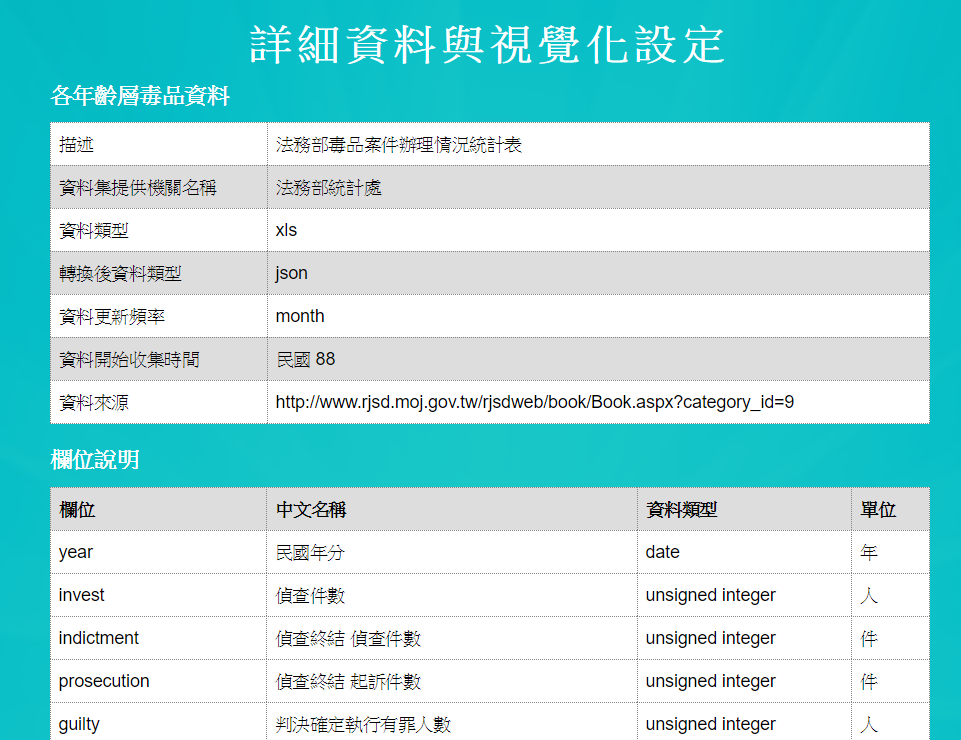 詳細資料與視覺化設定
各年齡層毒品資料
描述 法務部毒品案件辦理情況統計表
資料集提供機關名稱 法務部統計處
資料類型 xls
轉換後資料類型 json
資料更新頻率 month
資料開始收集時間 民國 88
資料來源 http://www.rjsd.moj.gov.tw/rjsdweb/book/Book.aspx?category_id=9
欄位說明
欄位 中文名稱 資料類型 單位
year 民國年分 date 年
invest 偵查件數 unsigned integer 人
indictment 偵查終結 偵查件數 unsigned integer 件
prosecution 偵查終結 起訴件數 unsigned integer 件
guilty 判決確定執行有罪人數 unsigned integer 人